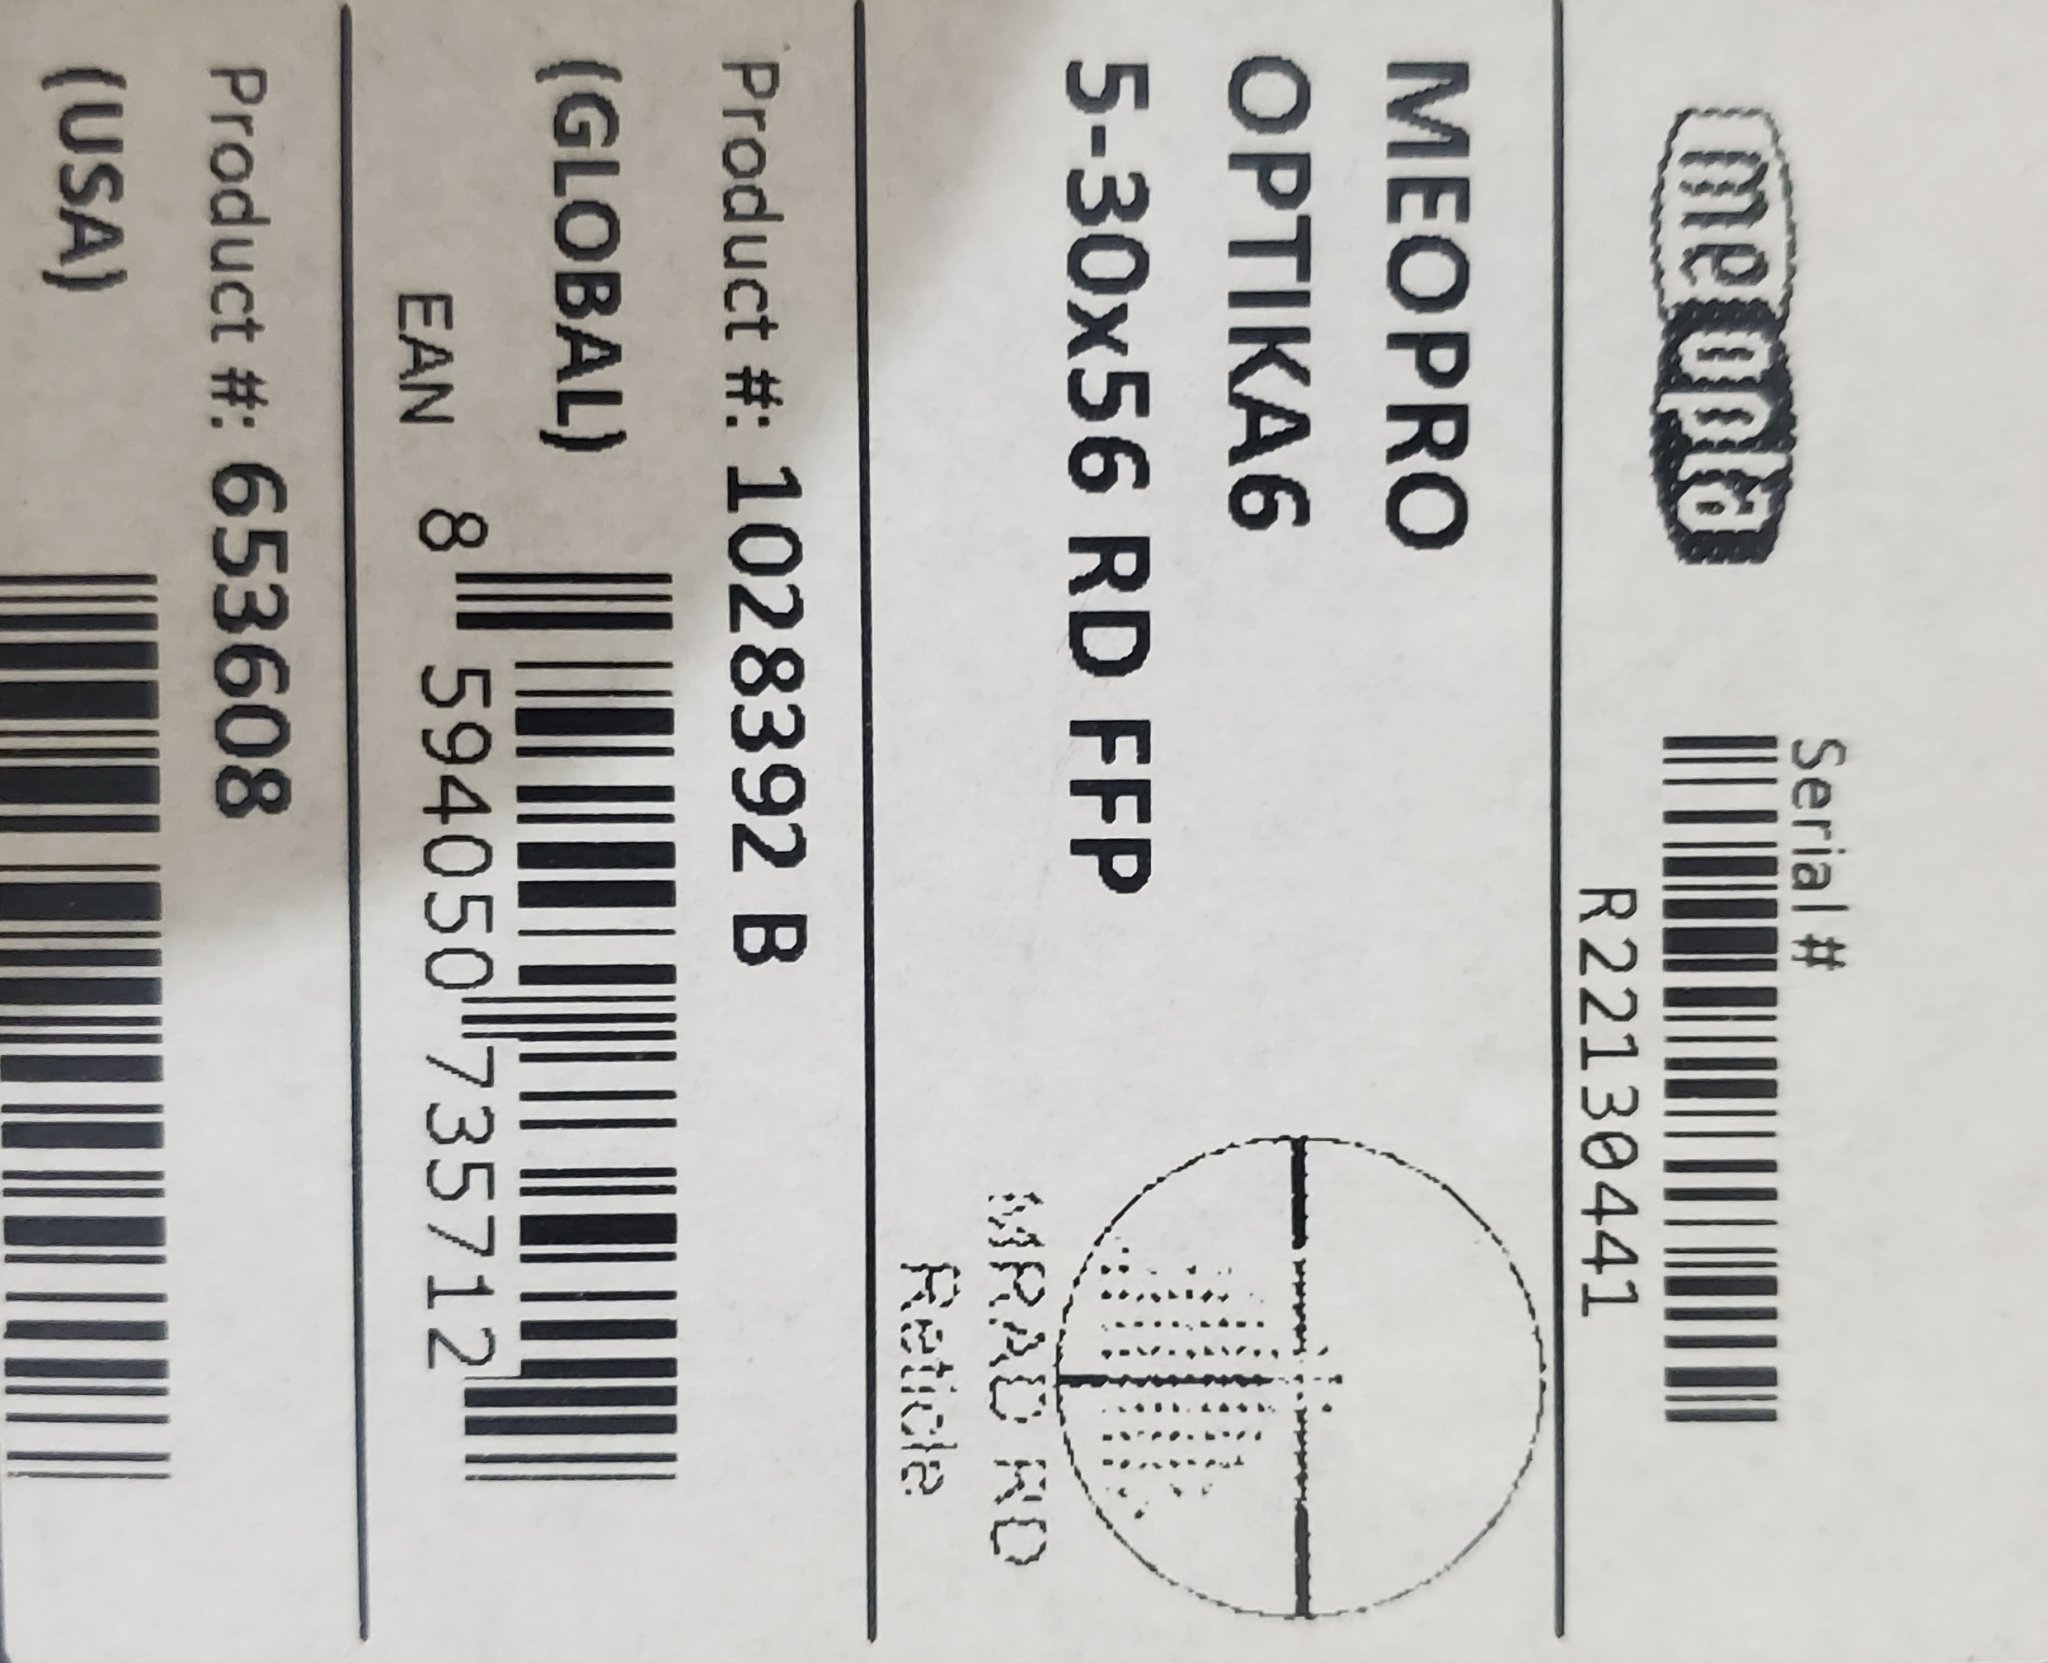 meopta
Serial #
R22130441
MEOPRO
OPTIKA6
5-30x56 RD FFP
MRAD RD
Reticle
Product #: 1028392 B
(GLOBAL)
EAN
8 594050 735712
Product #: 653608
(USA)